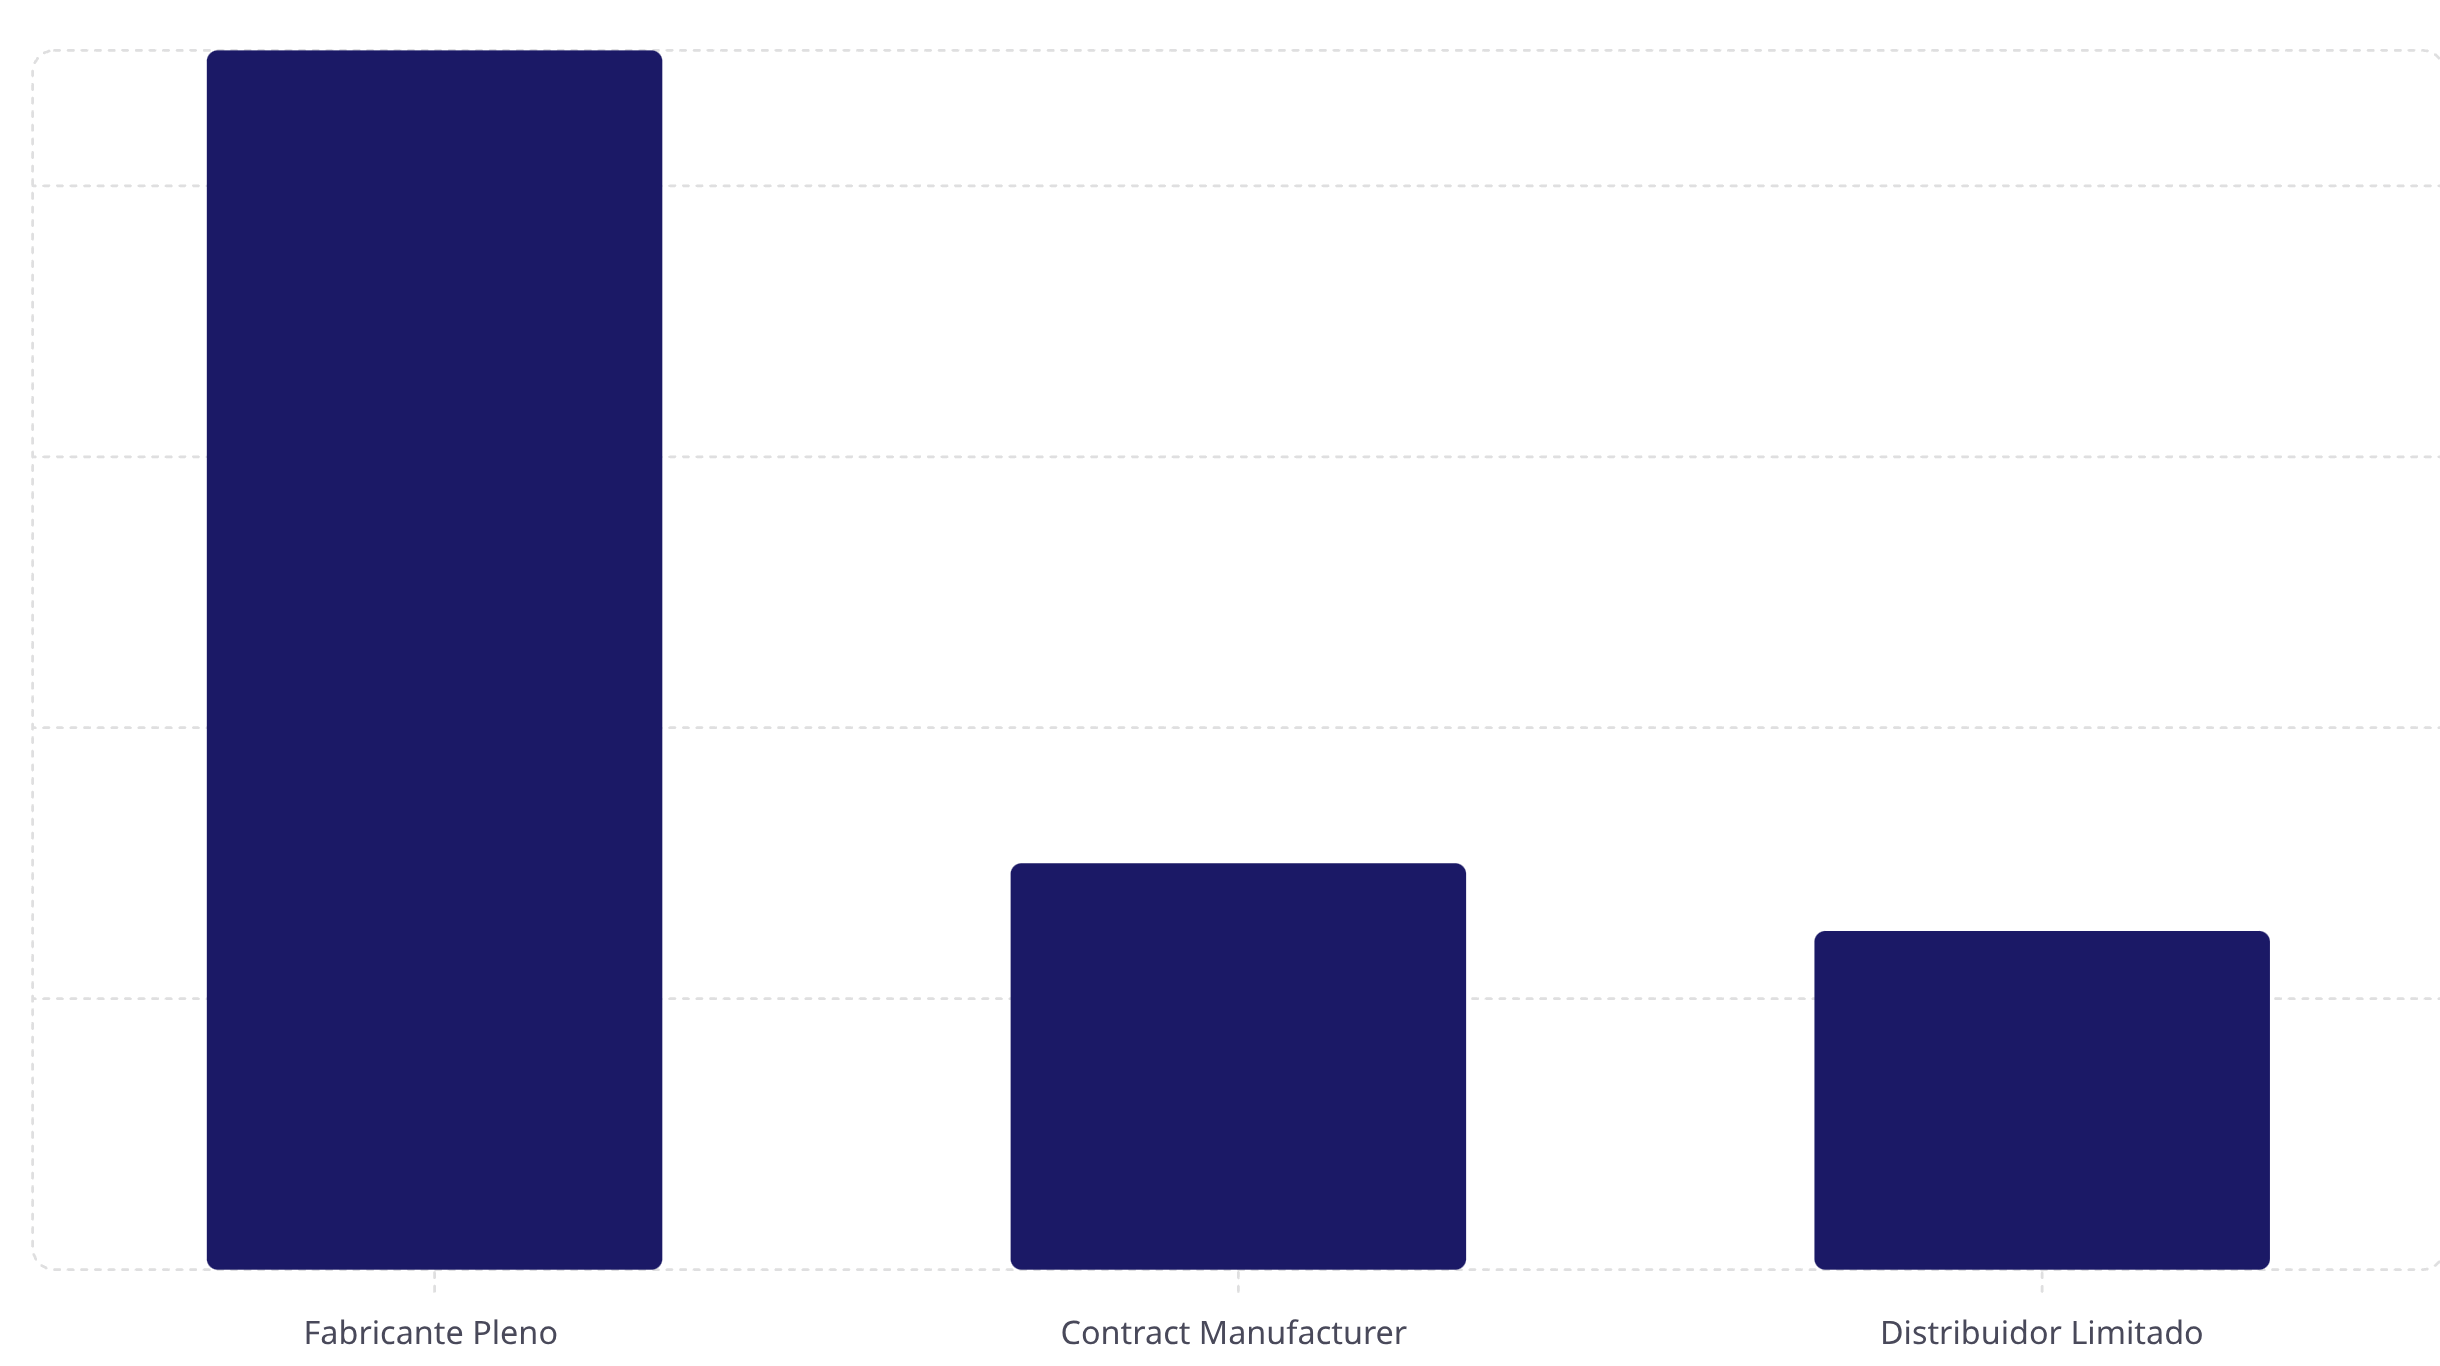 Fabricante Pleno
Contract Manufacturer
Distribuidor Limitado